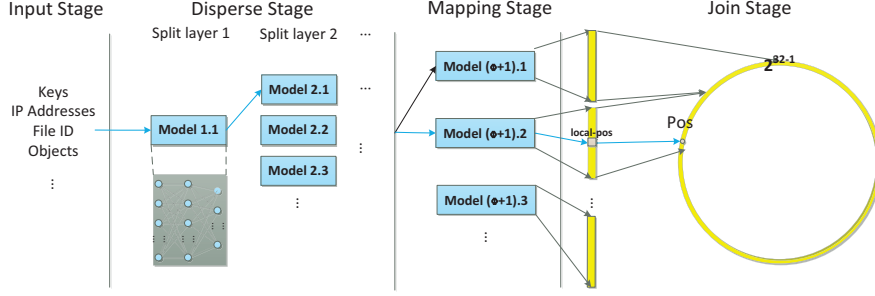 Input Stage
Disperse Stage
Mapping Stage
Join Stage
Split layer 1
Split layer 2
...
Keys
IP Addresses
File ID
Objects
⋮
Model 1.1
Model 2.1
Model 2.2
Model 2.3
⋮
...
...
Model (Φ+1).1
Model (Φ+1).2
Model (Φ+1).3
⋮
local-pos
⋮
Pos
2^32-1